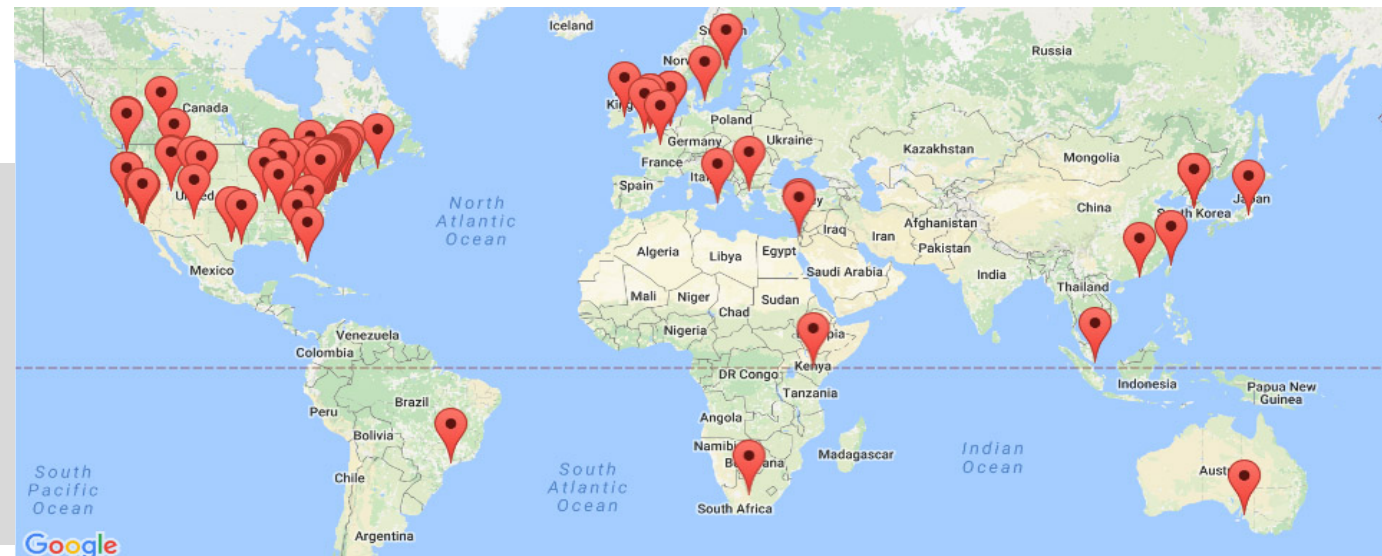 Iceland
Russia
Canada
Poland
Germany
Ukraine
Kazakhstan
Mongolia
France
Spain
North
Atlantic
Ocean
China
South Korea
Japan
Afghanistan
Iraq
Iran
Pakistan
Algeria
Libya
Egypt
Saudi Arabia
India
Mexico
Thailand
Mali
Niger
Chad
Sudan
Nigeria
Venezuela
Colombia
DR Congo
Kenya
Tanzania
Indonesia
Papua New
Guinea
Peru
Brazil
Angola
Bolivia
Madagascar
Indian
Ocean
South
Pacific
Ocean
Chile
South
Atlantic
Ocean
South Africa
Argentina
Google